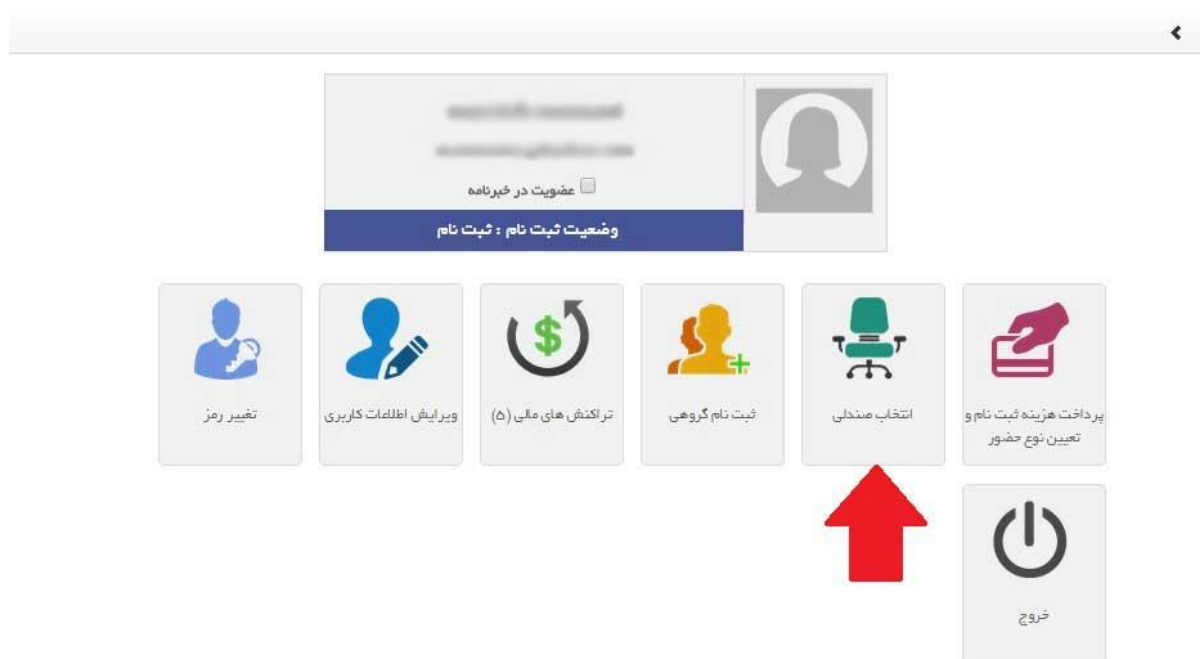 عضویت در خبرنامه
وضعیت ثبت نام : ثبت نام
پرداخت هزینه ثبت نام و
تعیین نوع حضور
انتخاب صندلی
ثبت نام گروهی
تراکنش های مالی (۵)
ویرایش اطلاعات کاربری
تغییر رمز
خروج